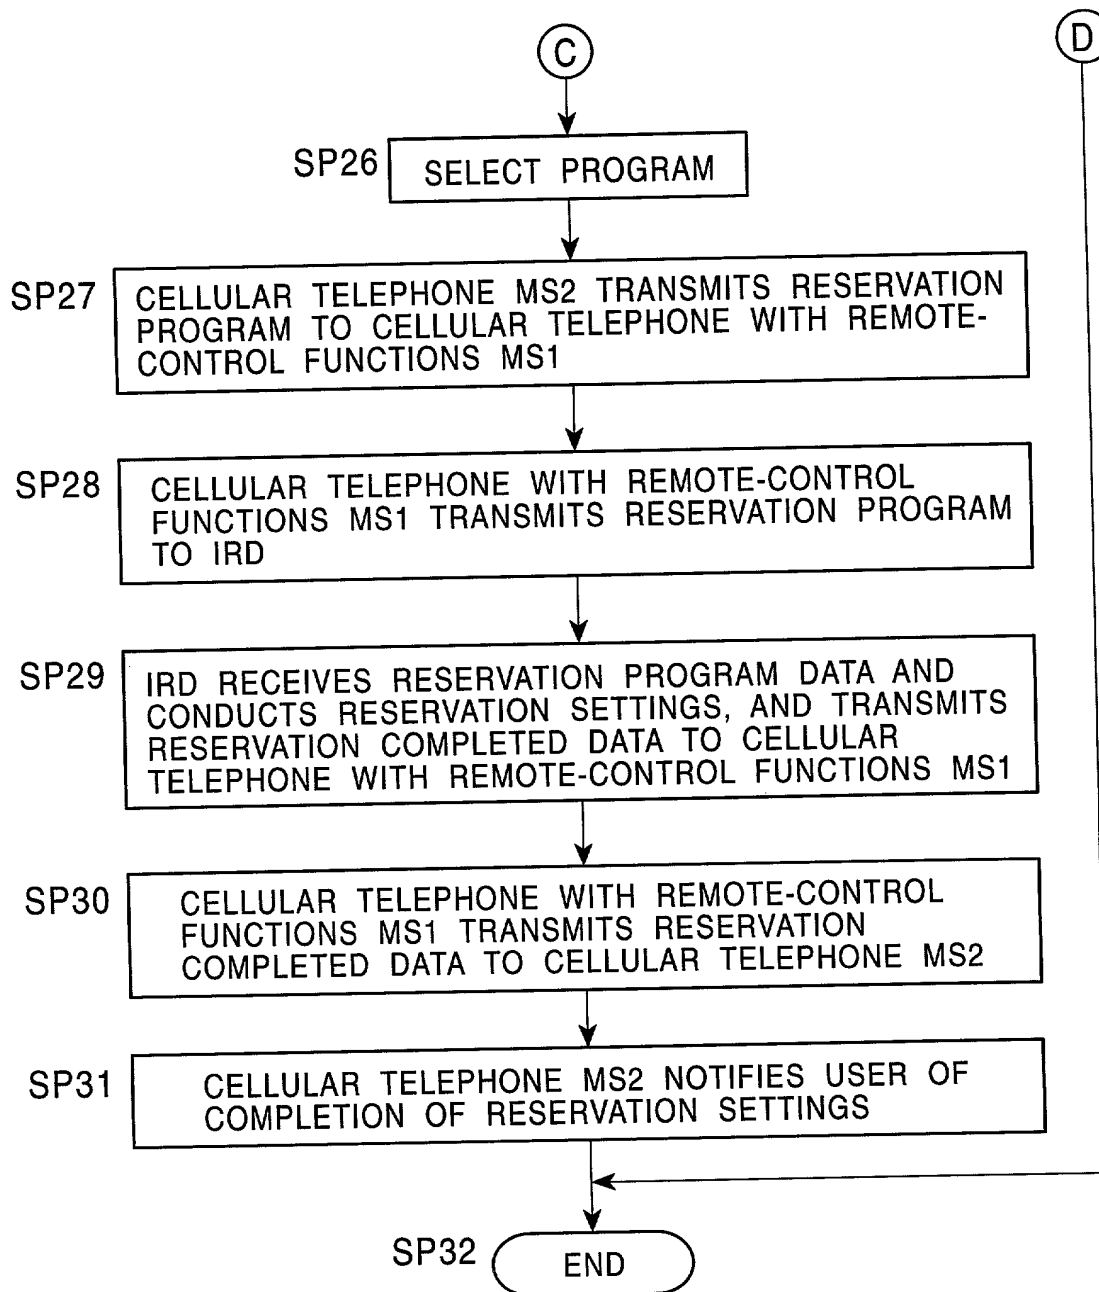 C
D
SP26
SELECT PROGRAM
SP27
CELLULAR TELEPHONE MS2 TRANSMITS RESERVATION
PROGRAM TO CELLULAR TELEPHONE WITH REMOTE-
CONTROL FUNCTIONS MS1
SP28
CELLULAR TELEPHONE WITH REMOTE-CONTROL
FUNCTIONS MS1 TRANSMITS RESERVATION PROGRAM
TO IRD
SP29
IRD RECEIVES RESERVATION PROGRAM DATA AND
CONDUCTS RESERVATION SETTINGS, AND TRANSMITS
RESERVATION COMPLETED DATA TO CELLULAR
TELEPHONE WITH REMOTE-CONTROL FUNCTIONS MS1
SP30
CELLULAR TELEPHONE WITH REMOTE-CONTROL
FUNCTIONS MS1 TRANSMITS RESERVATION
COMPLETED DATA TO CELLULAR TELEPHONE MS2
SP31
CELLULAR TELEPHONE MS2 NOTIFIES USER OF
COMPLETION OF RESERVATION SETTINGS
SP32
END